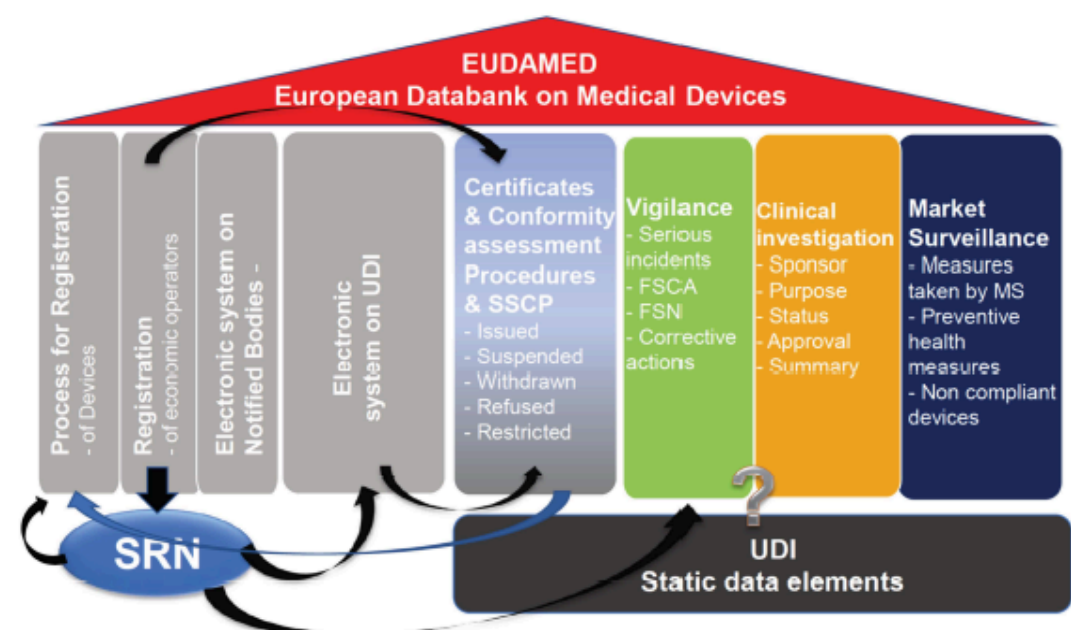 EUDAMED
European Databank on Medical Devices
Process for Registration
- of Devices
Registration
- of economic operators
Electronic system on
Notified Bodies -
Electronic
system on UDI
Certificates
& Conformity
assessment
Procedures
& SSCP
- Issued
- Suspended
- Withdrawn
- Refused
- Restricted
Vigilance
- Serious
incidents
- FSCA
- FSN
- Corrective
actions
Clinical
investigation
- Sponsor
- Purpose
- Status
- Approval
- Summary
Market
Surveillance
- Measures
taken by MS
- Preventive
health
measures
- Non compliant
devices
?
SRN
UDI
Static data elements